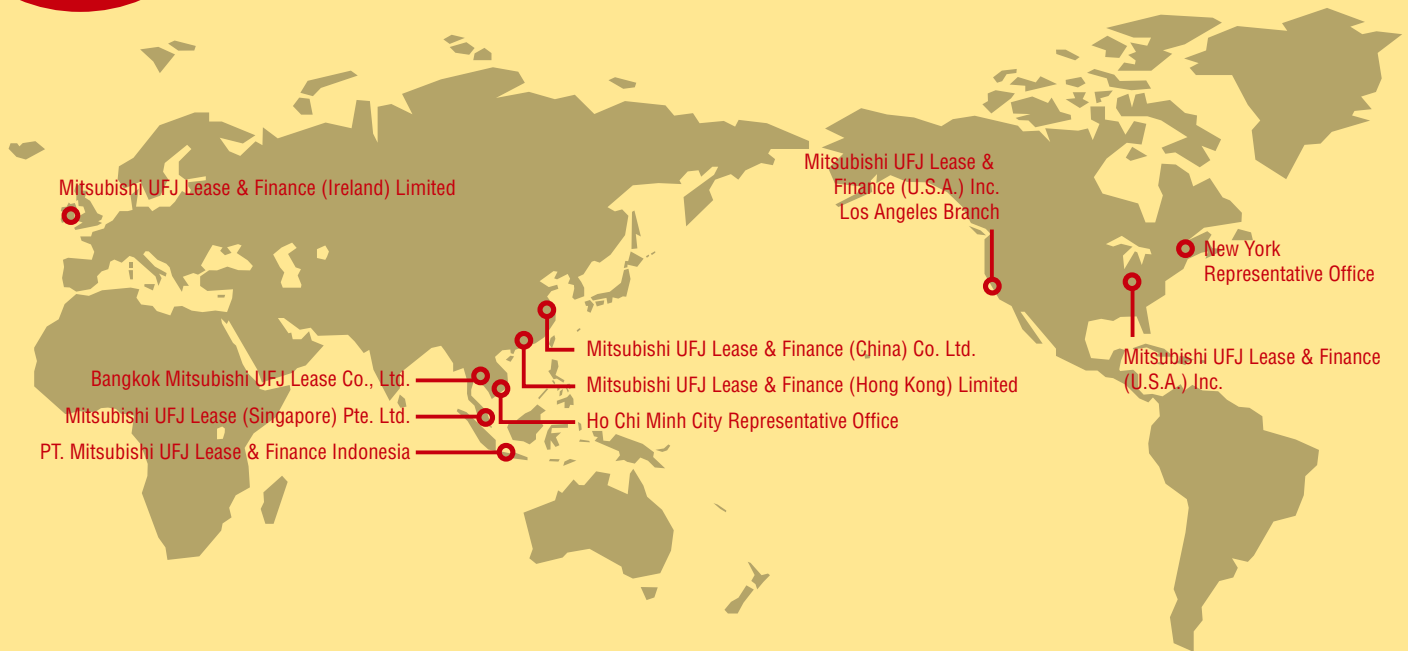 Mitsubishi UFJ Lease & Finance (Ireland) Limited
Bangkok Mitsubishi UFJ Lease Co., Ltd.
Mitsubishi UFJ Lease (Singapore) Pte. Ltd.
PT. Mitsubishi UFJ Lease & Finance Indonesia
Mitsubishi UFJ Lease & Finance (China) Co. Ltd.
Mitsubishi UFJ Lease & Finance (Hong Kong) Limited
Ho Chi Minh City Representative Office
Mitsubishi UFJ Lease &
Finance (U.S.A.) Inc.
Los Angeles Branch
New York
Representative Office
Mitsubishi UFJ Lease & Finance
(U.S.A.) Inc.